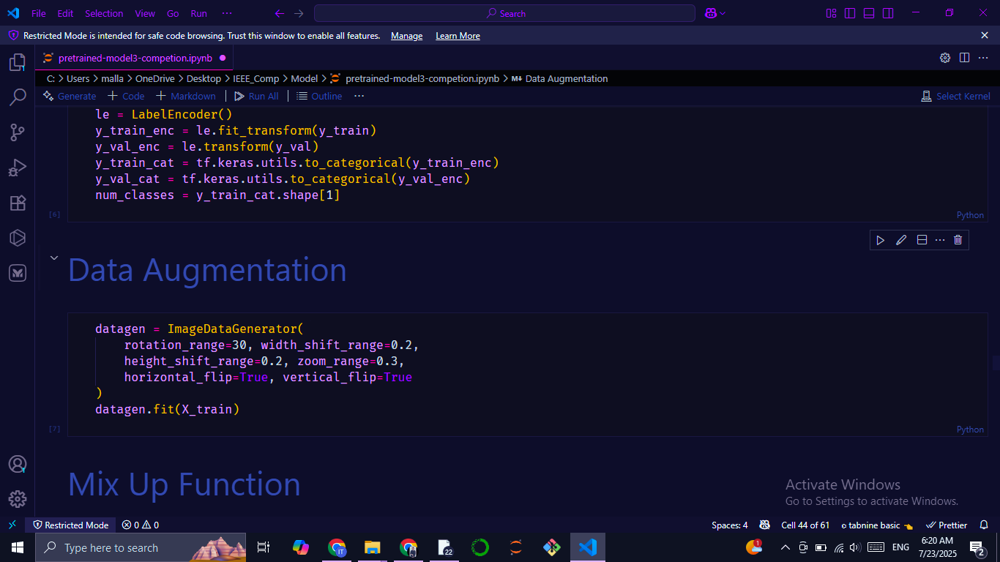 File Edit Selection View Go Run ··· Search
Restricted Mode is intended for safe code browsing. Trust this window to enable all features. Manage Learn More
pretrained-model3-competion.ipynb
C: > Users > malla > OneDrive > Desktop > IEEE_Comp > Model > pretrained-model3-competion.ipynb > Data Augmentation
Generate + Code + Markdown Run All Outline ··· Select Kernel
le = LabelEncoder()
y_train_enc = le.fit_transform(y_train)
y_val_enc = le.transform(y_val)
y_train_cat = tf.keras.utils.to_categorical(y_train_enc)
y_val_cat = tf.keras.utils.to_categorical(y_val_enc)
num_classes = y_train_cat.shape[1]
[6] Python
Data Augmentation
datagen = ImageDataGenerator(
rotation_range=30, width_shift_range=0.2,
height_shift_range=0.2, zoom_range=0.3,
horizontal_flip=True, vertical_flip=True
)
datagen.fit(X_train)
[7] Python
Mix Up Function
Activate Windows
Go to Settings to activate Windows.
Restricted Mode 0 0 Spaces: 4 Cell 44 of 61 tabnine basic Prettier
Type here to search IT 22 1 ENG 6:20 AM
7/23/2025 2